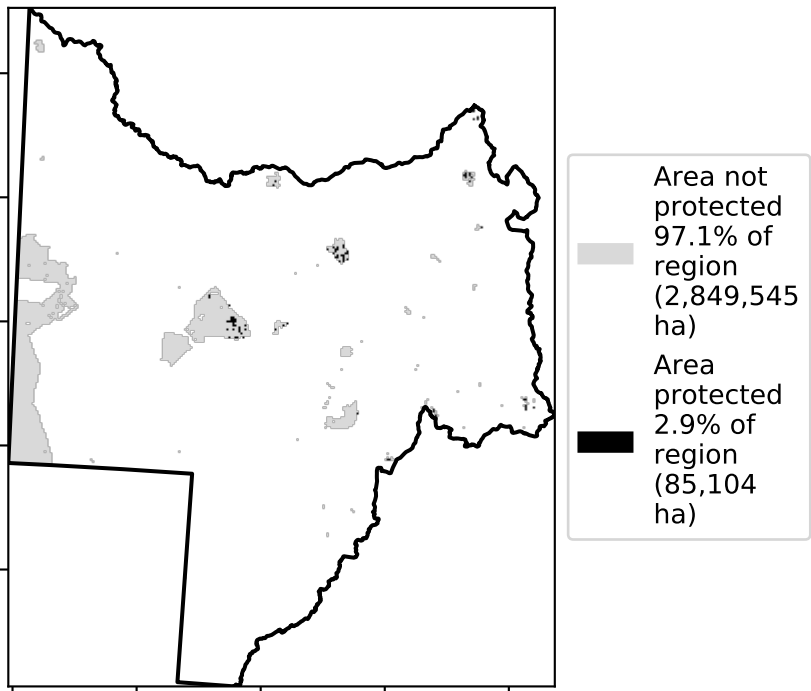 Area not
protected
97.1% of
region
(2,849,545
ha)
Area
protected
2.9% of
region
(85,104
ha)